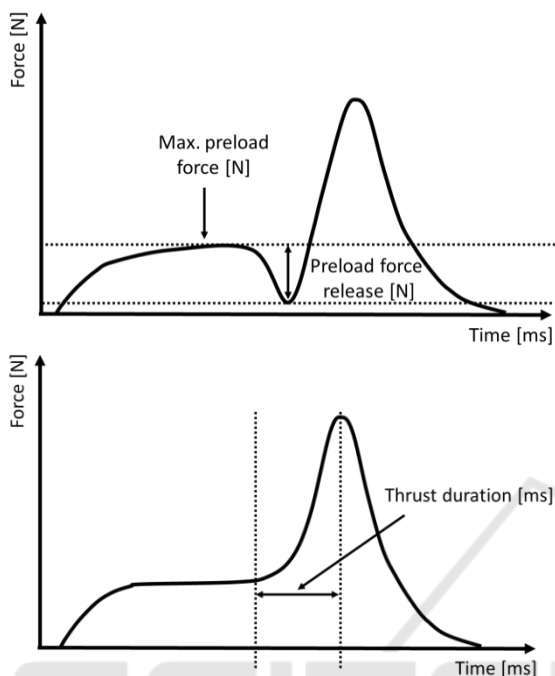 Force [N]
Max. preload
force [N]
Preload force
release [N]
Time [ms]
Force [N]
Thrust duration [ms]
Time [ms]